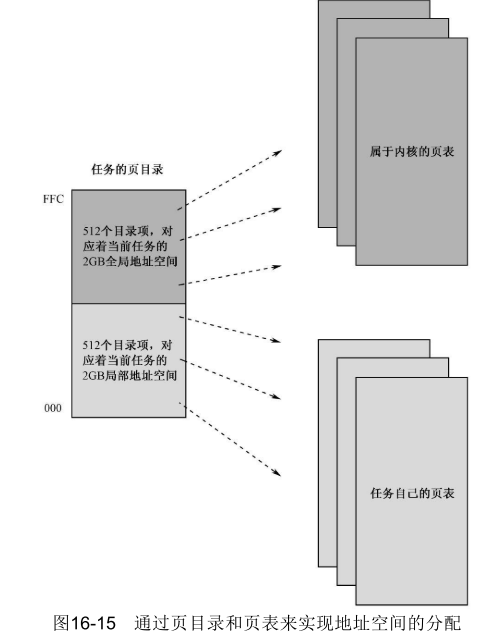 任务的页目录
FFC
512个目录项，对
应着当前任务的
2GB全局地址空间
512个目录项，对
应着当前任务的
2GB局部地址空间
000
属于内核的页表
任务自己的页表
图16-15 通过页目录和页表来实现地址空间的分配